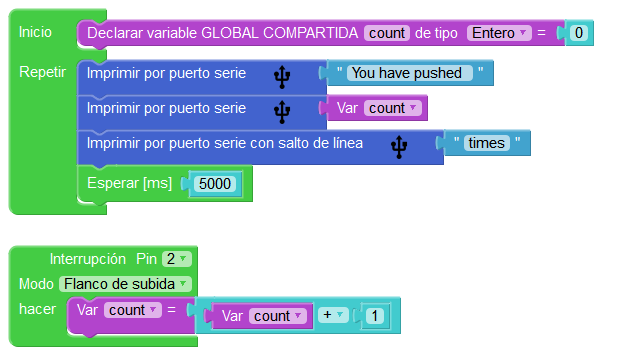 Inicio Declarar variable GLOBAL COMPARTIDA count de tipo Entero = 0
Repetir Imprimir por puerto serie " You have pushed "
Imprimir por puerto serie Var count
Imprimir por puerto serie con salto de línea " times "
Esperar [ms] 5000
Interrupción Pin 2
Modo Flanco de subida
hacer Var count = Var count + 1